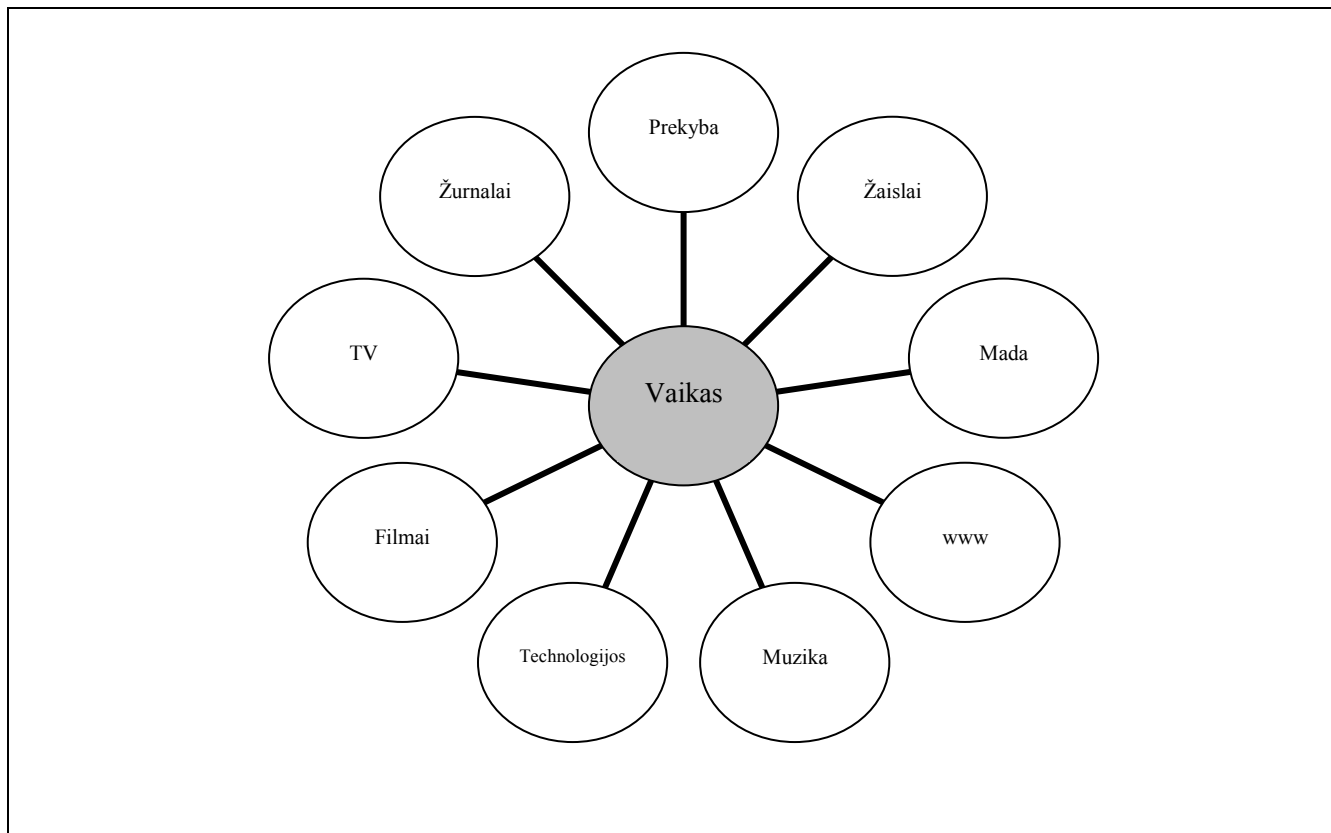 Prekyba
Žurnalai
Žaislai
TV
Mada
Vaikas
Filmai
www
Technologijos
Muzika